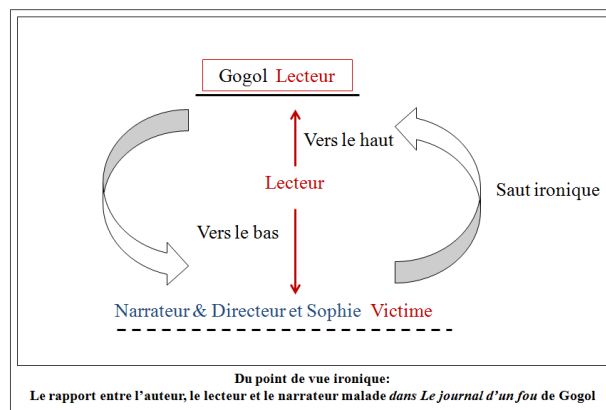 Gogol Lecteur
Vers le haut
Lecteur
Saut ironique
Vers le bas
Narrateur & Directeur et Sophie Victime
Du point de vue ironique:
Le rapport entre l'auteur, le lecteur et le narrateur malade dans Le journal d'un fou de Gogol